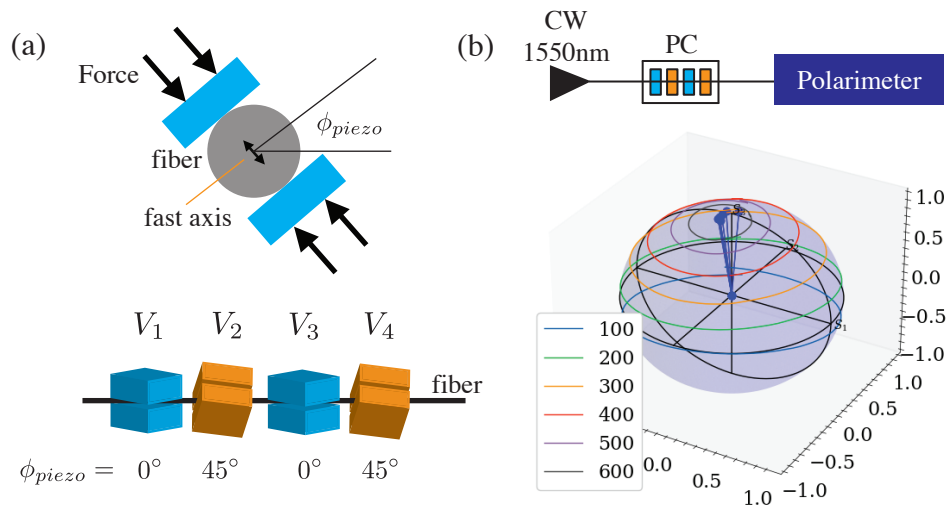 (a)
Force
ϕ_piezo
fiber
fast axis
V_1 V_2 V_3 V_4
fiber
ϕ_piezo = 0° 45° 0° 45°
(b)
CW
1550nm
PC
Polarimeter
S_1
1.0
0.5
0.0
−0.5
−1.0
1.0
0.5
0.0
−0.5
−1.0
0.0
0.5
1.0
100
200
300
400
500
600